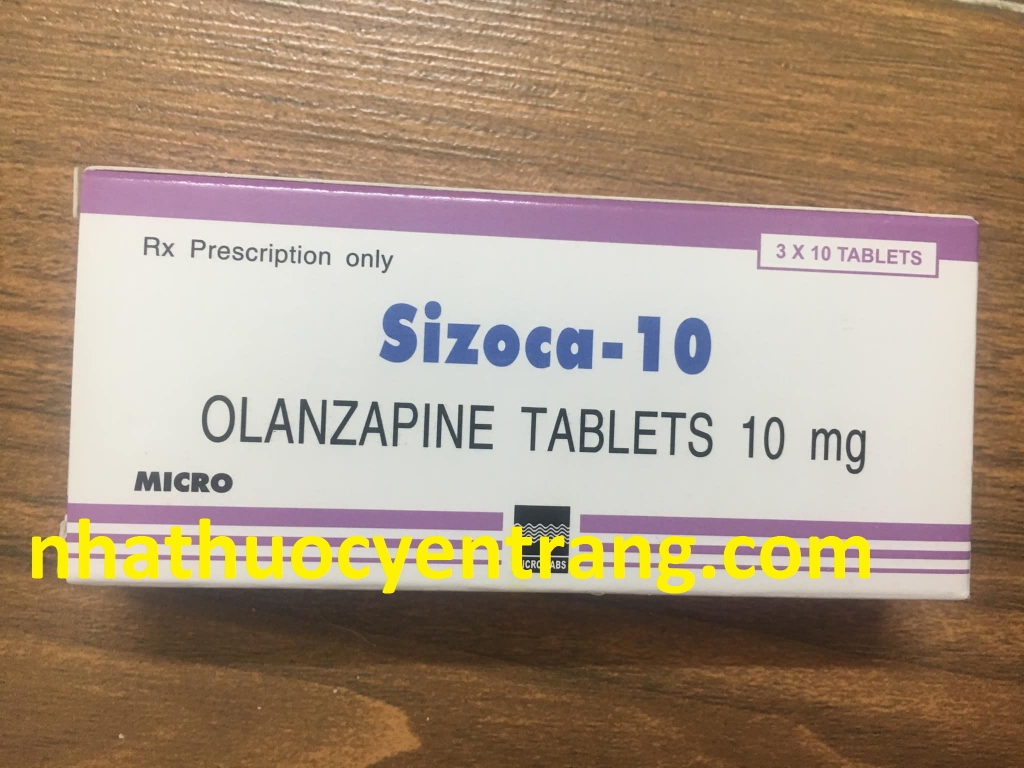 Rx Prescription only
3 X 10 TABLETS
Sizoca-10
OLANZAPINE TABLETS 10 mg
MICRO
nhathuocyentrang.com